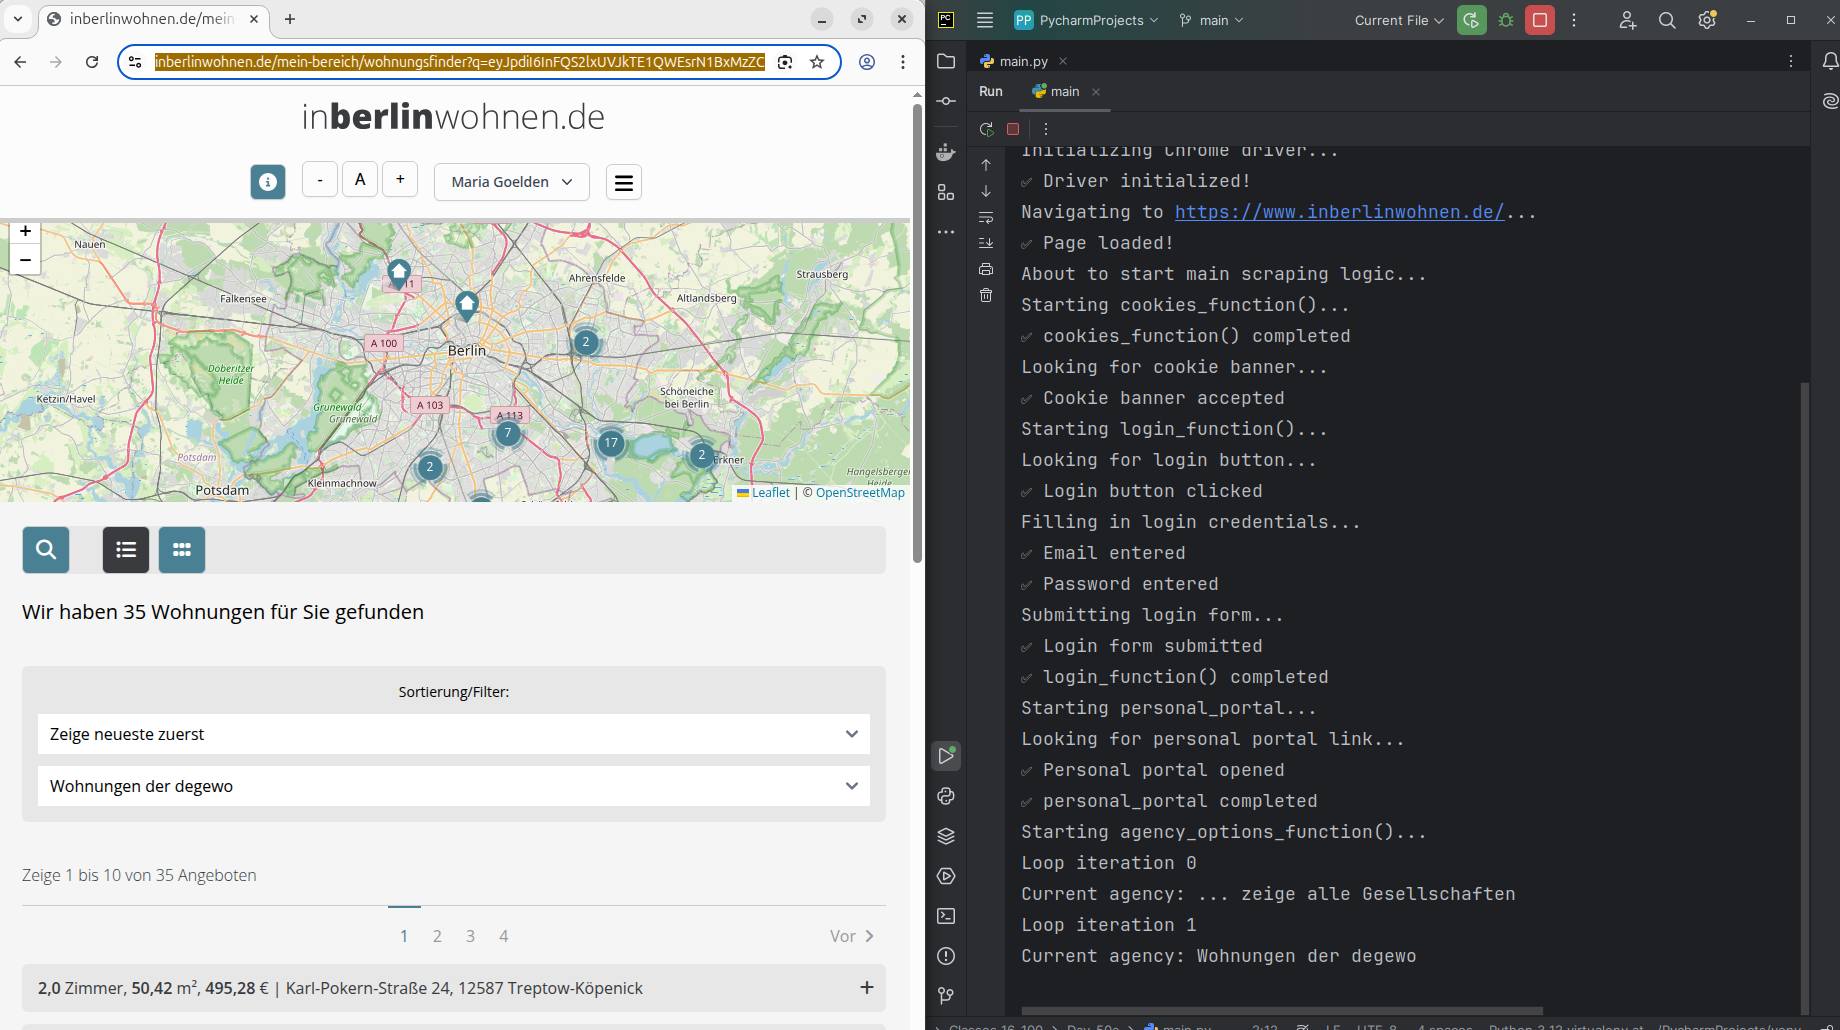 inberlinwohnen.de/mein
inberlinwohnen.de/mein-bereich/wohnungsfinder?q=eyJpdiI6InFQS2lxUVJkTE1QWEsrN1BxMzZC
inberlinwohnen.de
-
A
+
Maria Goelden
+
−
Nauen
Falkensee
Ahrensfelde
Strausberg
Altlandsberg
A 100
Berlin
2
Döberitzer
Heide
Ketzin/Havel
Schöneiche
bei Berlin
A 103
Grunewald
Grunewald
A 113
7
17
2
Erkner
Potsdam
2
Kleinmachnow
Hangelsberger
Potsdam
Leaflet | © OpenStreetMap
Wir haben 35 Wohnungen für Sie gefunden
Sortierung/Filter:
Zeige neueste zuerst
Wohnungen der degewo
Zeige 1 bis 10 von 35 Angeboten
1 2 3 4 Vor
2,0 Zimmer, 50,42 m², 495,28 € | Karl-Pokern-Straße 24, 12587 Treptow-Köpenick +
PC PP PycharmProjects main Current File
main.py
Run main
Initializing Chrome driver...
✅ Driver initialized!
Navigating to https://www.inberlinwohnen.de/...
✅ Page loaded!
About to start main scraping logic...
Starting cookies_function()...
✅ cookies_function() completed
Looking for cookie banner...
✅ Cookie banner accepted
Starting login_function()...
Looking for login button...
✅ Login button clicked
Filling in login credentials...
✅ Email entered
✅ Password entered
Submitting login form...
✅ Login form submitted
✅ login_function() completed
Starting personal_portal...
Looking for personal portal link...
✅ Personal portal opened
✅ personal_portal completed
Starting agency_options_function()...
Loop iteration 0
Current agency: ... zeige alle Gesellschaften
Loop iteration 1
Current agency: Wohnungen der degewo